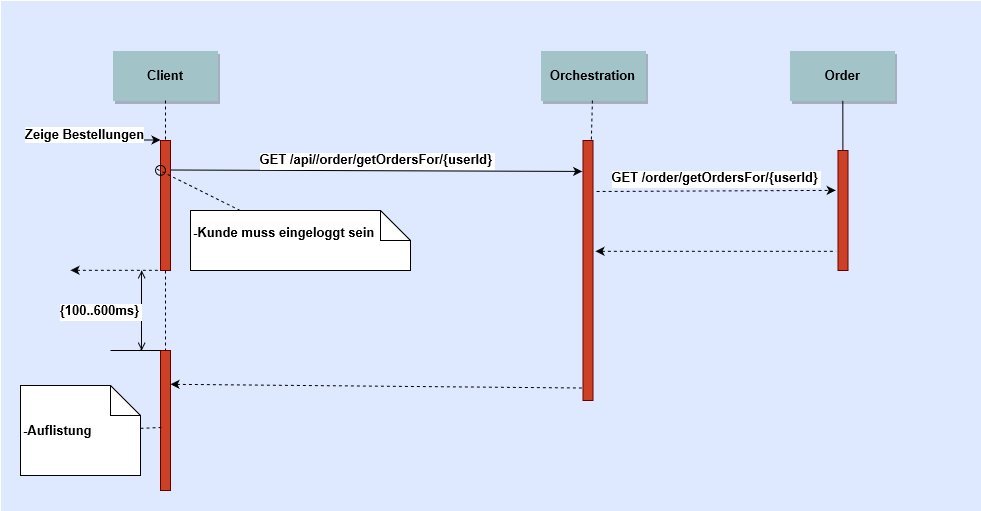 Client
Orchestration
Order
Zeige Bestellungen
GET /api//order/getOrdersFor/{userId}
GET /order/getOrdersFor/{userId}
-Kunde muss eingeloggt sein
{100..600ms}
-Auflistung